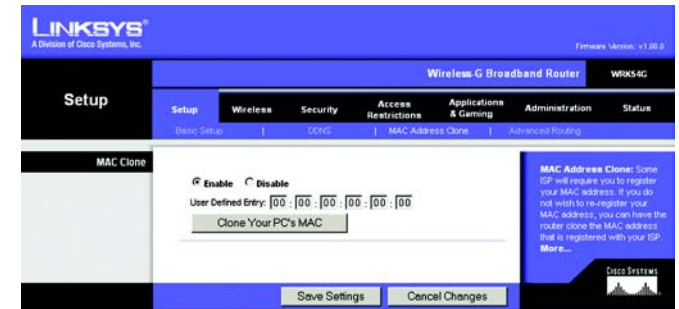 LINKSYS®
A Division of Cisco Systems, Inc.
Firmware Version: v1.00.0
Wireless-G Broadband Router
WRK54G
Setup
Setup Wireless Security Access Restrictions Applications & Gaming Administration Status
Basic Setup | DDNS | MAC Address Clone | Advanced Routing
MAC Clone
Enable Disable
User Defined Entry: 00 : 00 : 00 : 00 : 00 : 00
Clone Your PC's MAC
MAC Address Clone: Some
ISP will require you to register
your MAC address. If you do
not wish to re-
register your
MAC address, you can have the
router clone the MAC address
that is registered with your ISP.
More...
CISCO SYSTEMS
Save Settings Cancel Changes